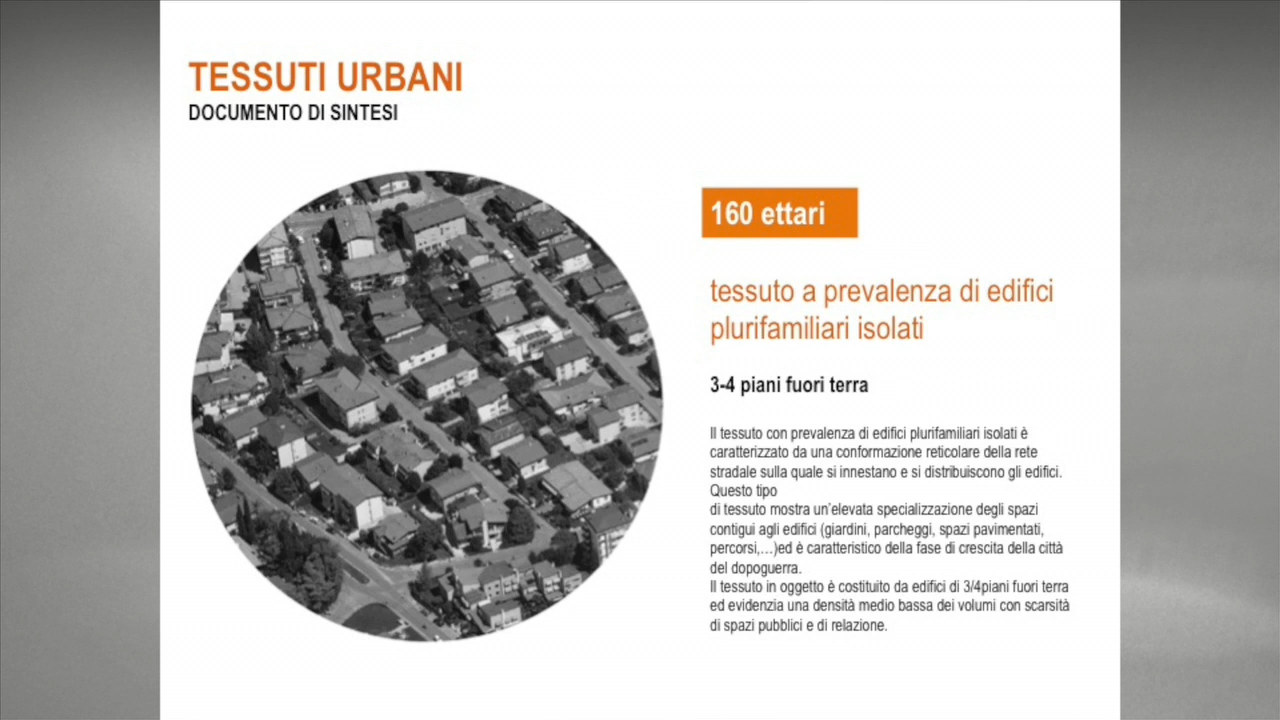 TESSUTI URBANI
DOCUMENTO DI SINTESI
160 ettari
tessuto a prevalenza di edifici
plurifamiliari isolati
3-4 piani fuori terra
Il tessuto con prevalenza di edifici plurifamiliari isolati è
caratterizzato da una conformazione reticolare della rete
stradale sulla quale si innestano e si distribuiscono gli edifici.
Questo tipo
di tessuto mostra un'elevata specializzazione degli spazi
contigui agli edifici (giardini, parcheggi, spazi pavimentati,
percorsi,...)ed è caratteristico della fase di crescita della città
del dopoguerra.
Il tessuto in oggetto è costituito da edifici di 3/4piani fuori terra
ed evidenzia una densità medio bassa dei volumi con scarsità
di spazi pubblici e di relazione.